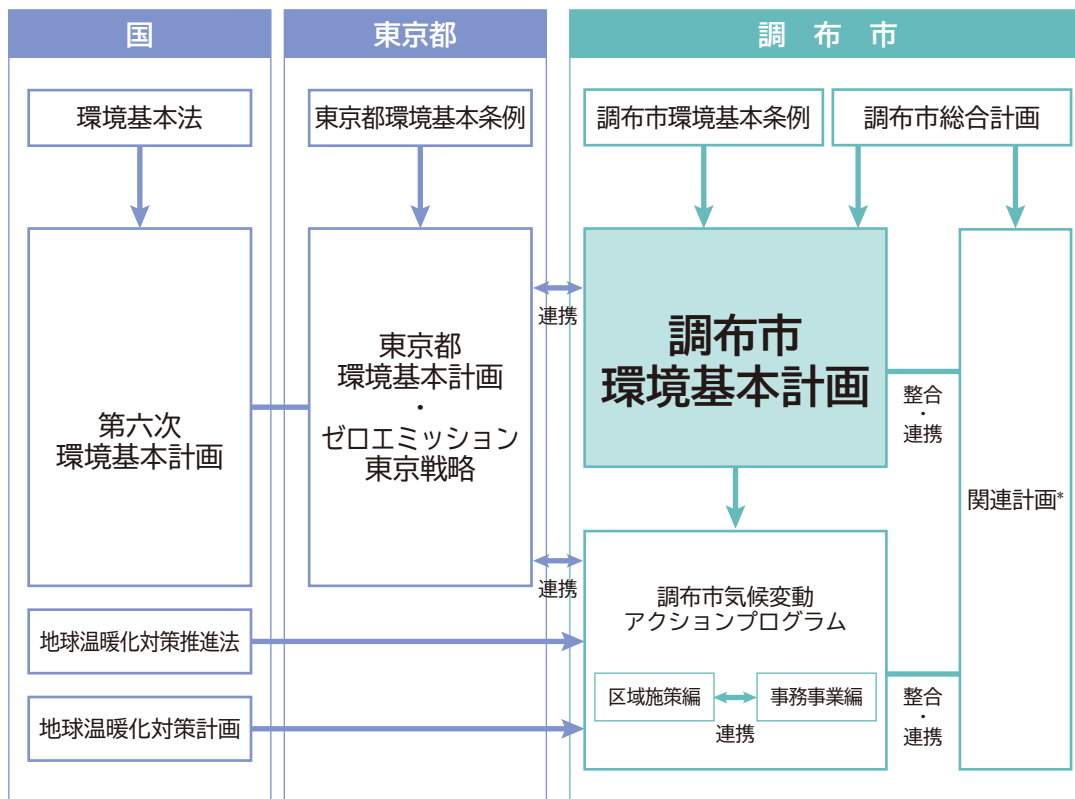 国
東京都
調布市
環境基本法
東京都環境基本条例
調布市環境基本条例
調布市総合計画
第六次
環境基本計画
東京都
環境基本計画
・
ゼロエミッション
東京戦略
連携
調布市
環境基本計画
整合
・
連携
関連計画*
連携
調布市気候変動
アクションプログラム
区域施策編
事務事業編
連携
整合
・
連携
地球温暖化対策推進法
地球温暖化対策計画